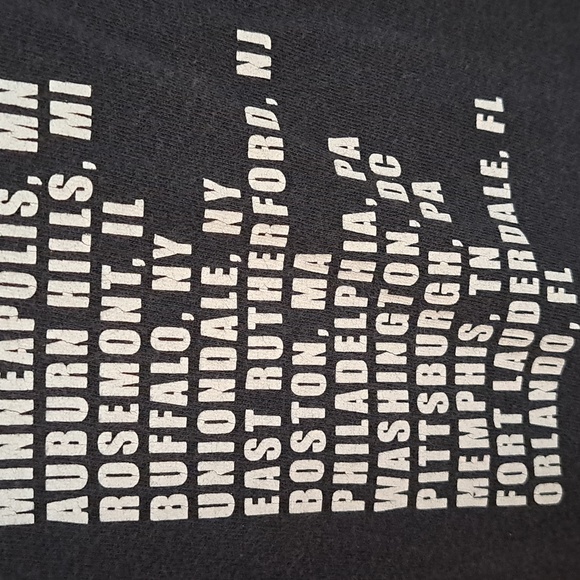 MINNEAPOLIS, MN
AUBURN HILLS, MI
ROSEMONT, IL
BUFFALO, NY
UNIONDALE, NY
EAST RUTHERFORD, NJ
BOSTON, MA
PHILADELPHIA, PA
WASHINGTON, DC
PITTSBURGH, PA
MEMPHIS, TN
FORT LAUDERDALE, FL
ORLANDO, FL